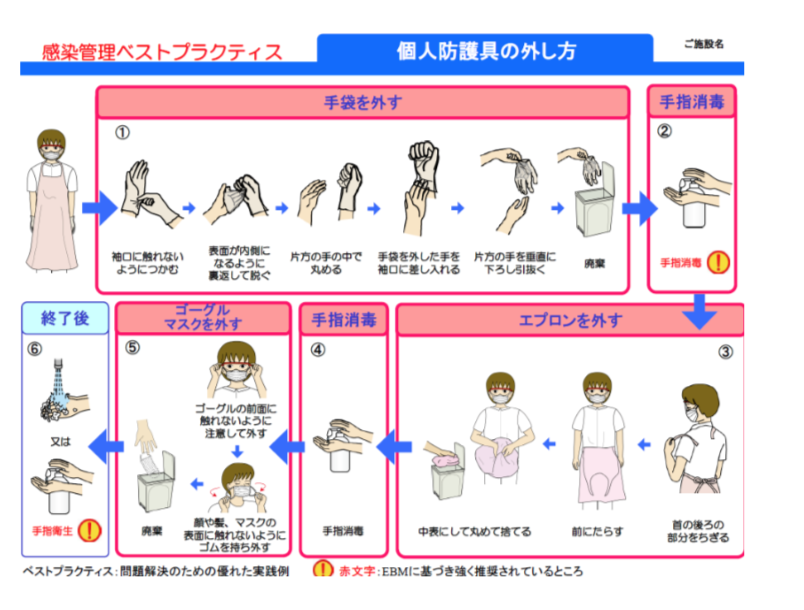 感染管理ベストプラクティス
個人防護具の外し方
ご施設名
手袋を外す
①
袖口に触れない
ようにつかむ
表面が内側に
なるように
裏返して脱ぐ
片方の手の中で
丸める
手袋を外した手を
袖口に差し入れる
片方の手を垂直に
下ろし引抜く
廃棄
手指消毒
②
手指消毒
エプロンを外す
③
首の後ろの
部分をちぎる
前にたらす
中表にして丸めて捨てる
手指消毒
④
手指消毒
ゴーグル
マスクを外す
⑤
ゴーグルの前面に
触れないように
注意して外す
顔や髪、マスクの
表面に触れないように
ゴムを持ち外す
廃棄
終了後
⑥
又は
手指衛生
ベストプラクティス:問題解決のための優れた実践例
赤文字:EBMに基づき強く推奨されているところ